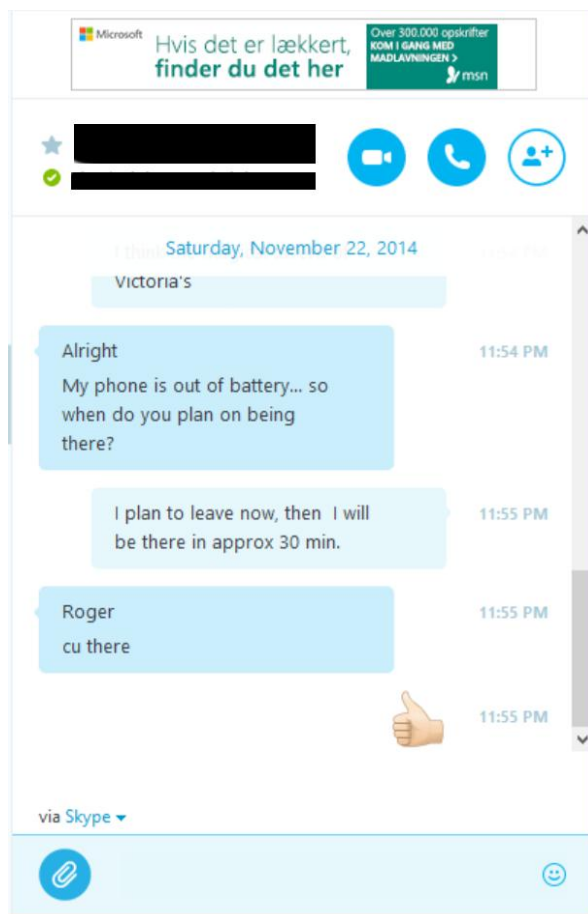 Microsoft
Hvis det er lækkert,
finder du det her
Over 300.000 opskrifter
KOM I GANG MED
MADLAVNINGEN >
msn
Saturday, November 22, 2014
Victoria's
Alright
11:54 PM
My phone is out of battery... so
when do you plan on being
there?
I plan to leave now, then I will
11:55 PM
be there in approx 30 min.
Roger
11:55 PM
cu there
11:55 PM
via Skype